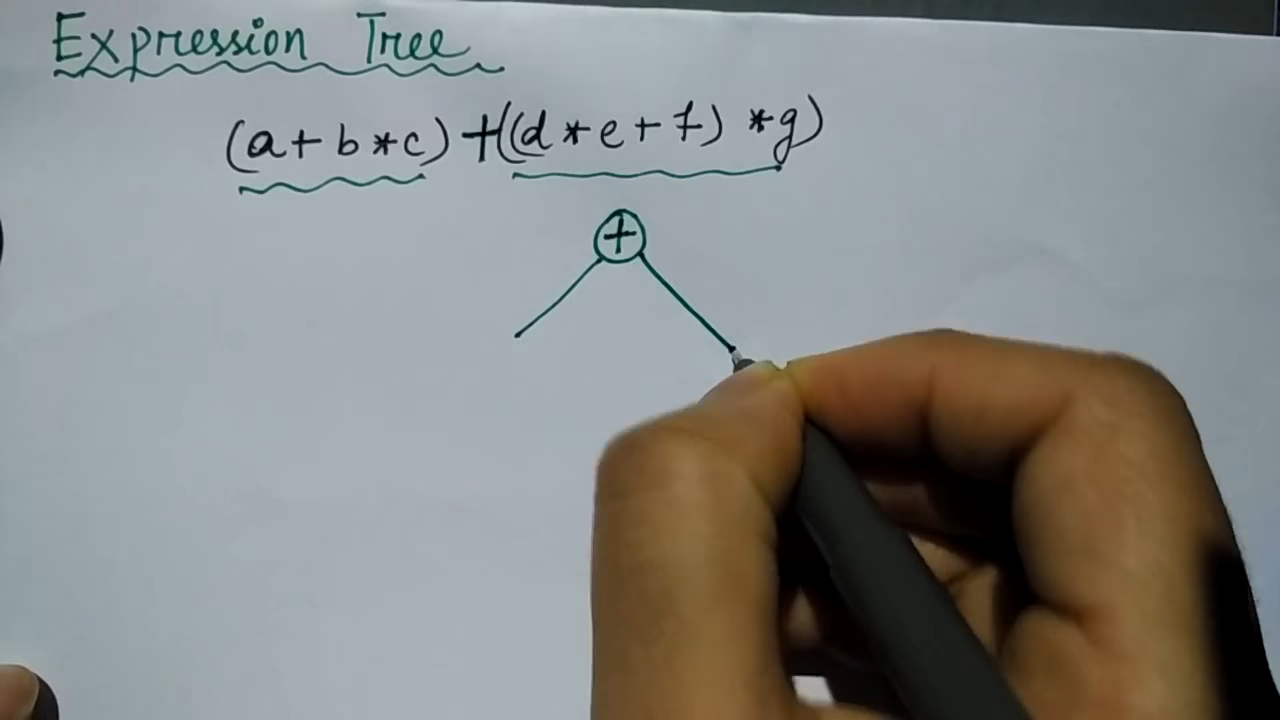 Expression Tree
(a + b * c) + ((d * e + f) * g)
+